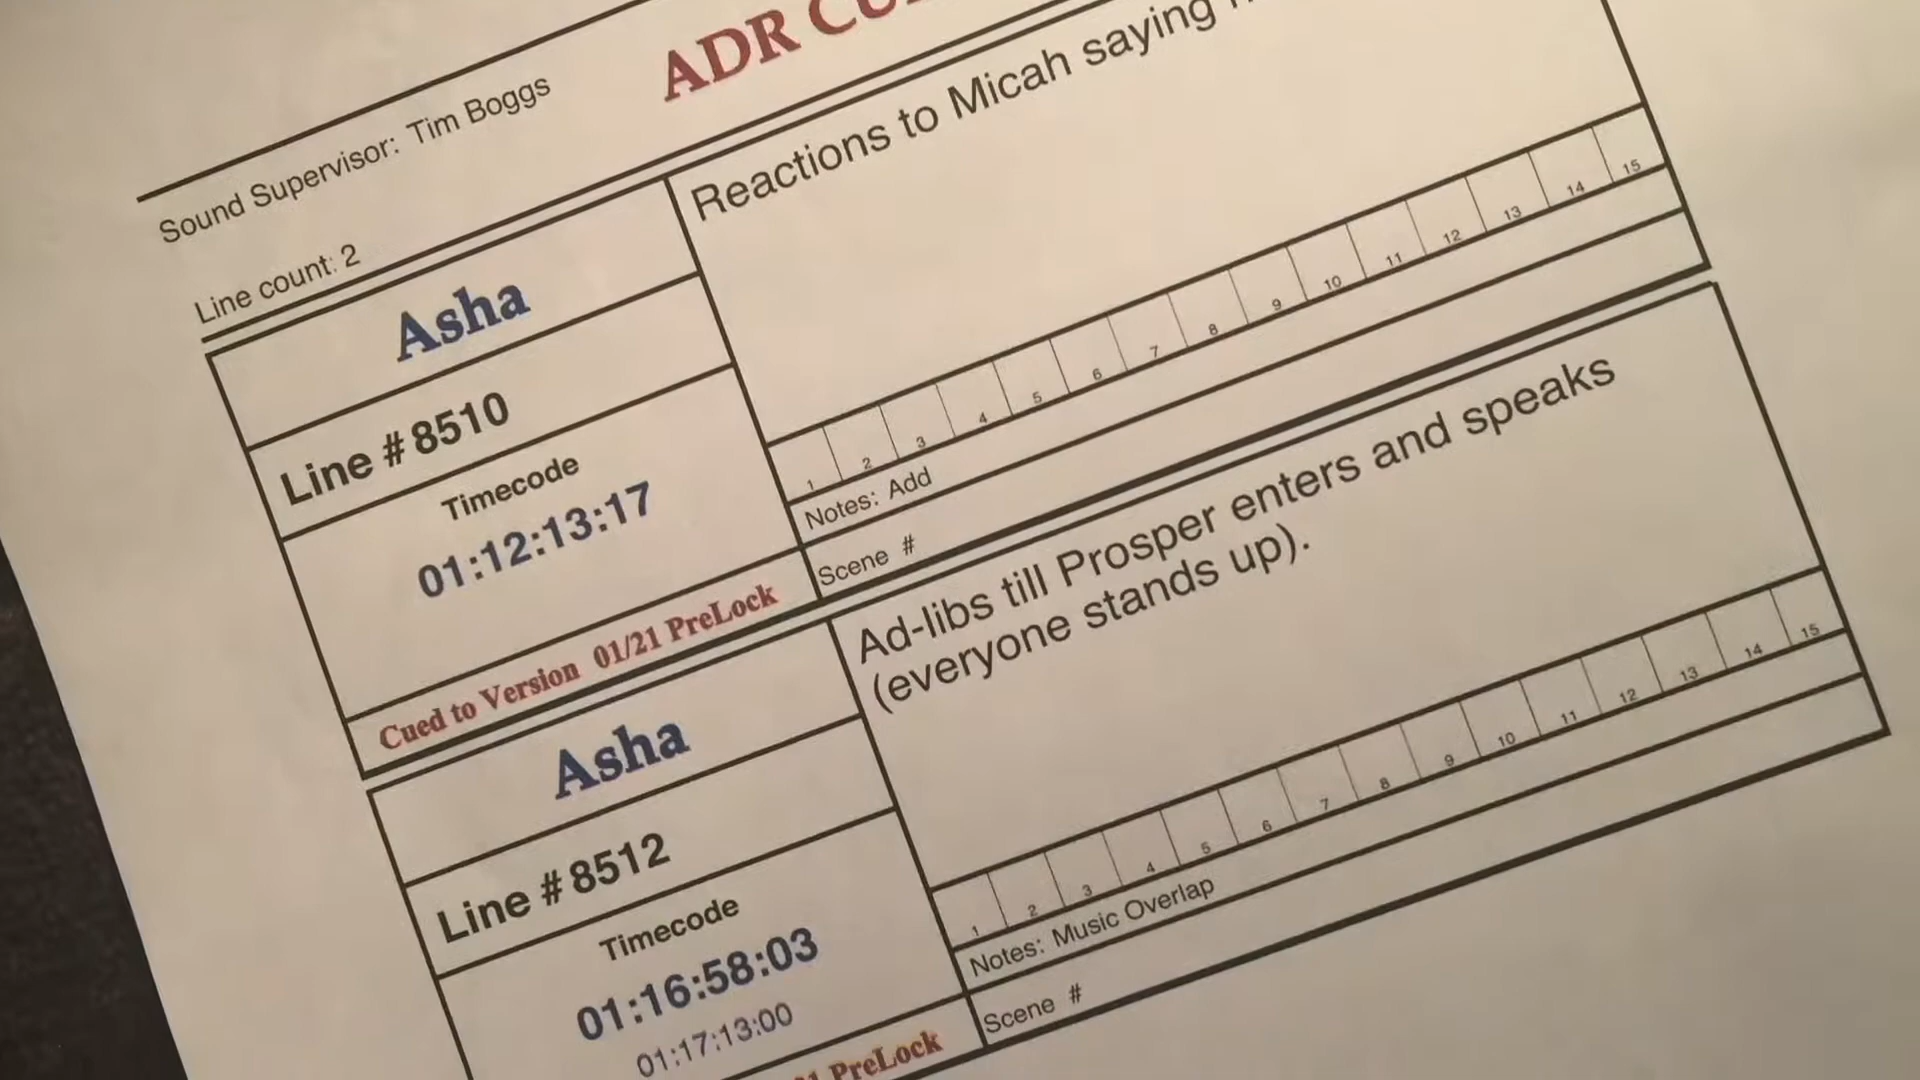 ADR
Sound Supervisor: Tim Boggs
Line count: 2
Asha
Reactions to Micah saying
Line # 8510
Timecode
01:12:13:17
1 2 3 4 5 6 7 8 9 10 11 12 13 14 15
Notes: Add
Cued to Version 01/21 PreLock
Scene #
Asha
Ad-libs till Prosper enters and speaks
(everyone stands up).
Line # 8512
Timecode
01:16:58:03
01:17:13:00
1 2 3 4 5 6 7 8 9 10 11 12 13 14 15
Notes: Music Overlap
PreLock
Scene #